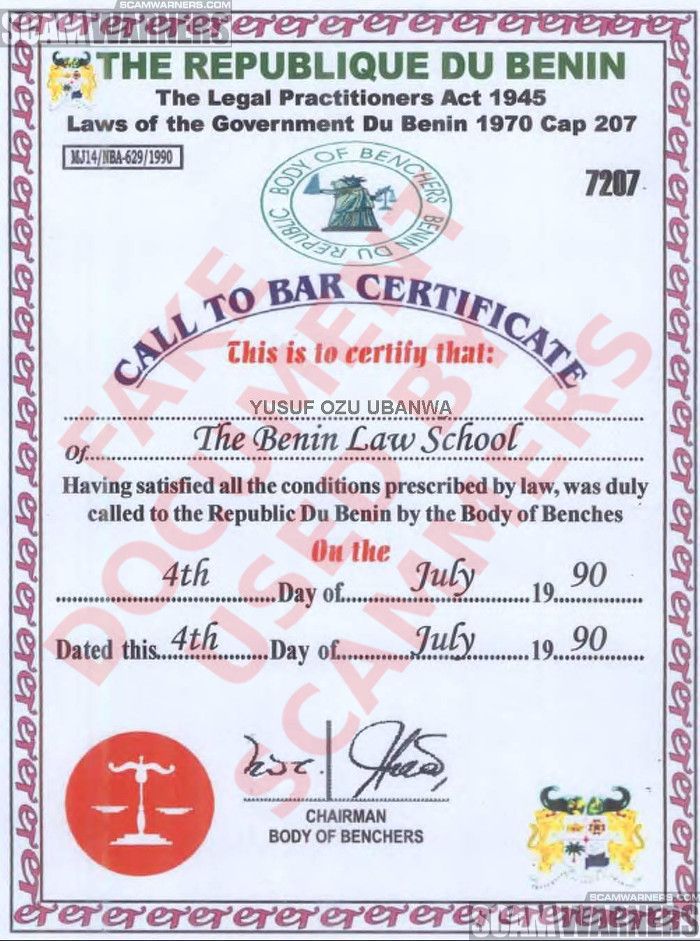 SCAMWARNERS.COM
SCAMWARNERS
THE REPUBLIQUE DU BENIN
The Legal Practitioners Act 1945
Laws of the Government Du Benin 1970 Cap 207
MJ14/NBA-629/1990
7207
BODY OF BENCHERS BENIN DU REPUBLIC
CALL TO BAR CERTIFICATE
This is to certify that:
YUSUF OZU UBANWA
Of The Benin Law School
Having satisfied all the conditions prescribed by law, was duly
called to the Republic Du Benin by the Body of Benches
On the
4th Day of July 19 90
Dated this 4th Day of July 19 90
CHAIRMAN
BODY OF BENCHERS
FAKE
DOCUMENT
USED BY
SCAMMERS
SCAMWARNERS.COM
SCAMWARNERS